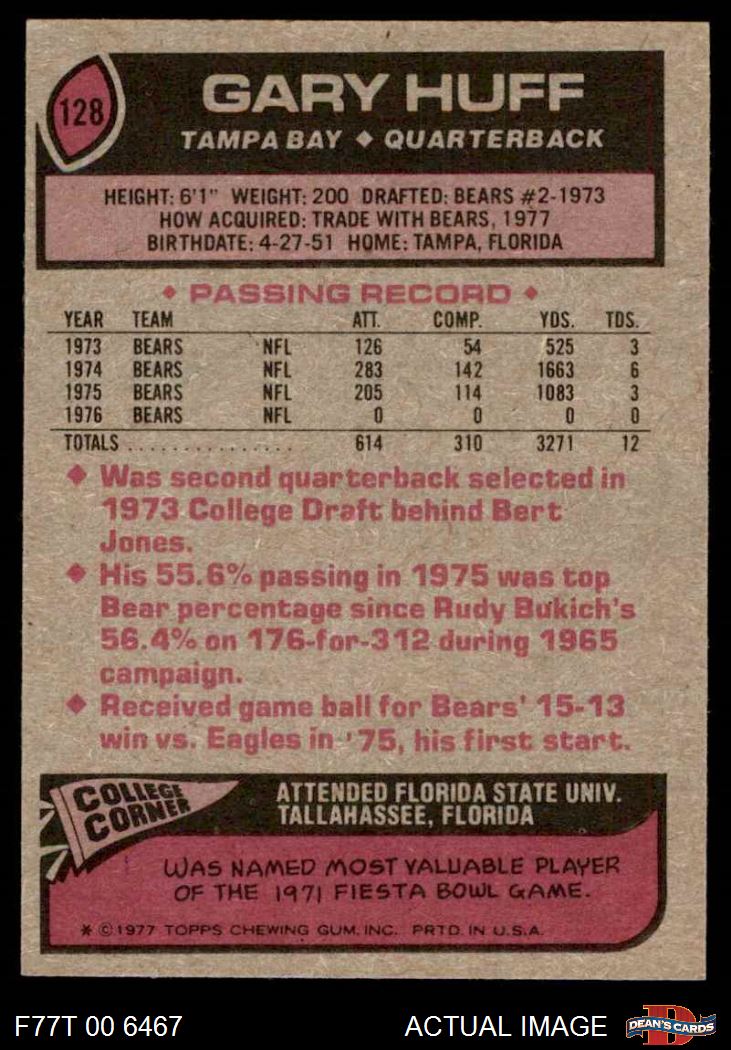 128
GARY HUFF
TAMPA BAY ◆ QUARTERBACK
HEIGHT: 6'1" WEIGHT: 200 DRAFTED: BEARS #2-1973
HOW ACQUIRED: TRADE WITH BEARS, 1977
BIRTHDATE: 4-27-51 HOME: TAMPA, FLORIDA
◆ PASSING RECORD ◆
YEAR TEAM ATT. COMP. YDS. TDS.
1973 BEARS NFL 126 54 525 3
1974 BEARS NFL 283 142 1663 6
1975 BEARS NFL 205 114 1083 3
1976 BEARS NFL 0 0 0 0
TOTALS ............... 614 310 3271 12
◆ Was second quarterback selected in
1973 College Draft behind Bert
Jones.
◆ His 55.6% passing in 1975 was top
Bear percentage since Rudy Bukich's
56.4% on 176-for-312 during 1965
campaign.
◆ Received game ball for Bears' 15-13
win vs. Eagles in '75, his first start.
COLLEGE
CORNER
ATTENDED FLORIDA STATE UNIV.
TALLAHASSEE, FLORIDA
WAS NAMED MOST VALUABLE PLAYER
OF THE 1971 FIESTA BOWL GAME.
* ©1977 TOPPS CHEWING GUM, INC. PRTD. IN U.S.A.
F77T 00 6467 ACTUAL IMAGE
D
DEAN'S CARDS